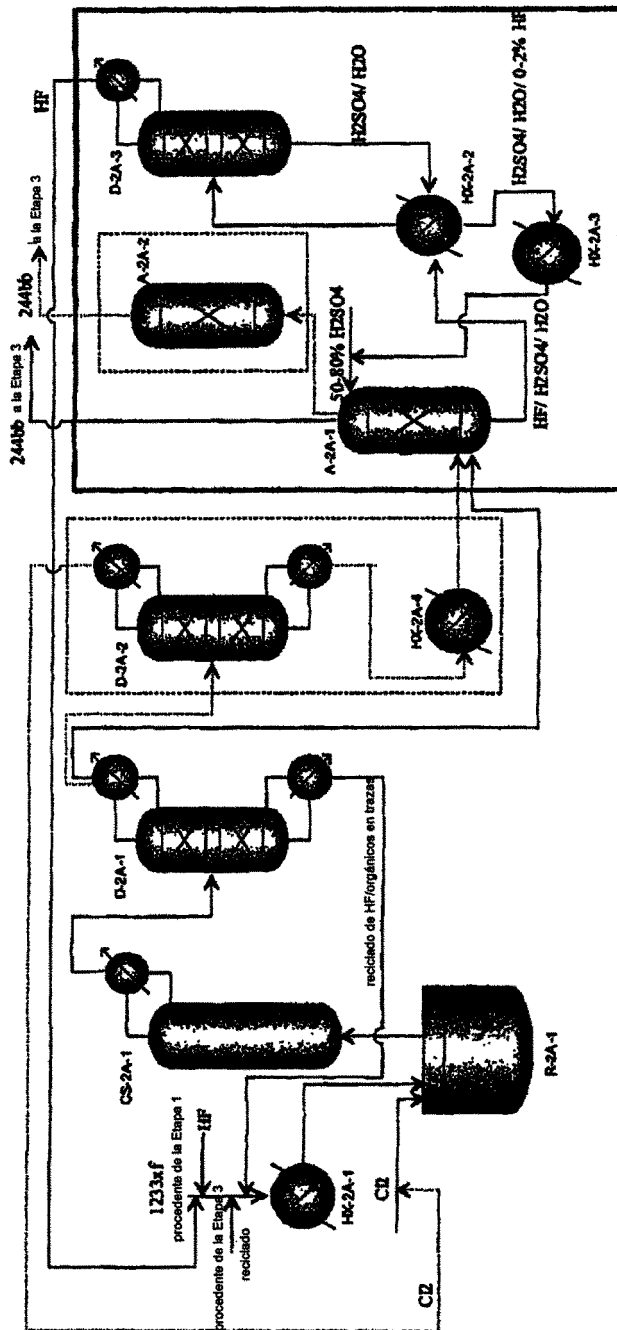 HF
244bb a la Etapa 3
244bb a la Etapa 3
D-2A-3
A-2A-2
H2SO4/ H2O
HX-2A-2
H2SO4/ H2O/ 0-2% HF
HX-2A-3
50-80% H2SO4
A-2A-1
HF/ H2SO4/ H2O
D-2A-2
HX-2A-4
D-2A-1
reciclado de HF/orgánicos en trazas
CS-2A-1
R-2A-1
1233xf
procedente de la Etapa 1
HF
procedente de la Etapa 3
reciclado
HX-2A-1
Cl2
Cl2